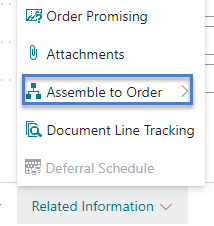 Order Promising
Attachments
Assemble to Order
Document Line Tracking
Deferral Schedule
Related Information